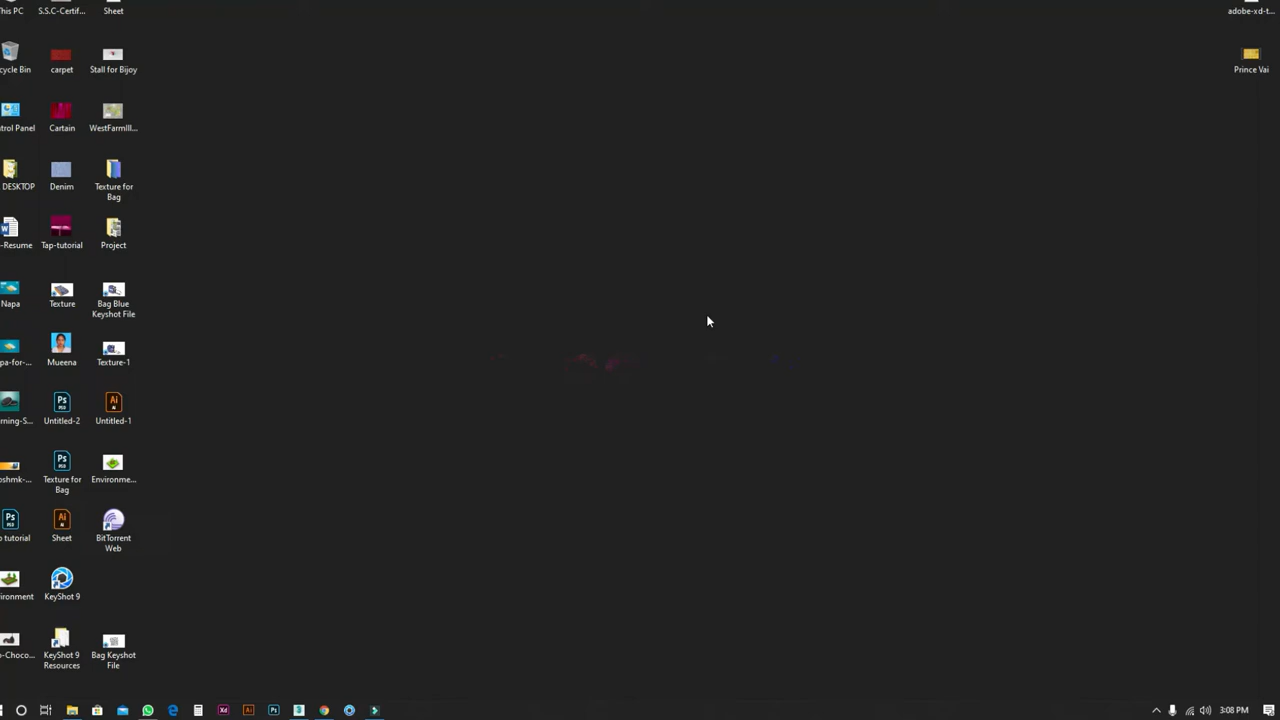 This PC
S.S.C-Certif...
Sheet
adobe-xd-t...
cycle Bin
carpet
Stall for Bijoy
Prince Vai
trol Panel
Cartain
WestFarmIll...
DESKTOP
Denim
Texture for
Bag
-Resume
Tap-tutorial
Project
Napa
Texture
Bag Blue
Keyshot File
pa-for-...
Mueena
Texture-1
rning-S...
Untitled-2
Untitled-1
oshmk-...
Texture for
Bag
Environme...
tutorial
Sheet
BitTorrent
Web
ironment
KeyShot 9
-Choco...
KeyShot 9
Resources
Bag Keyshot
File
3:08 PM